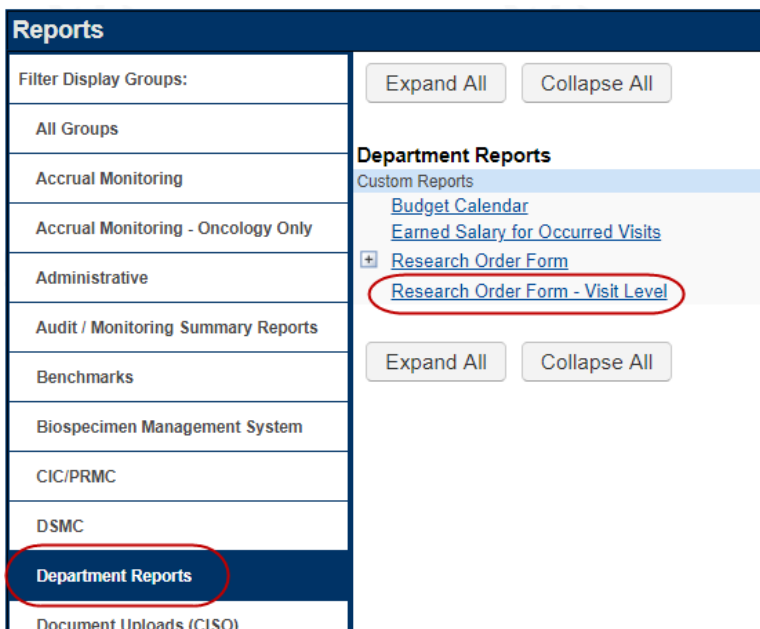 Reports
Filter Display Groups:
All Groups
Accrual Monitoring
Accrual Monitoring - Oncology Only
Administrative
Audit / Monitoring Summary Reports
Benchmarks
Biospecimen Management System
CIC/PRMC
DSMC
Department Reports
Document Uploads (CISO)
Expand All Collapse All
Department Reports
Custom Reports
Budget Calendar
Earned Salary for Occurred Visits
Research Order Form
Research Order Form - Visit Level
Expand All Collapse All